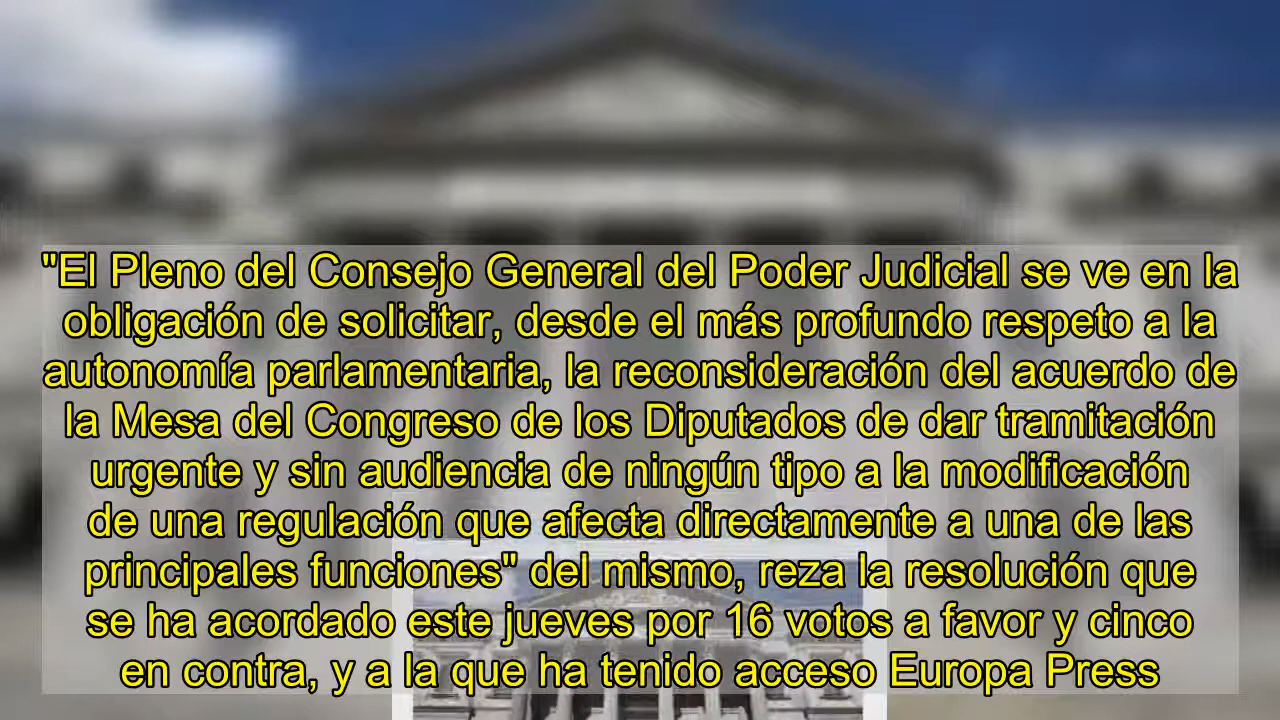 "El Pleno del Consejo General del Poder Judicial se ve en la
obligación de solicitar, desde el más profundo respeto a la
autonomía parlamentaria, la reconsideración del acuerdo de
la Mesa del Congreso de los Diputados de dar tramitación
urgente y sin audiencia de ningún tipo a la modificación
de una regulación que afecta directamente a una de las
principales funciones" del mismo, reza la resolución que
se ha acordado este jueves por 16 votos a favor y cinco
en contra, y a la que ha tenido acceso Europa Press